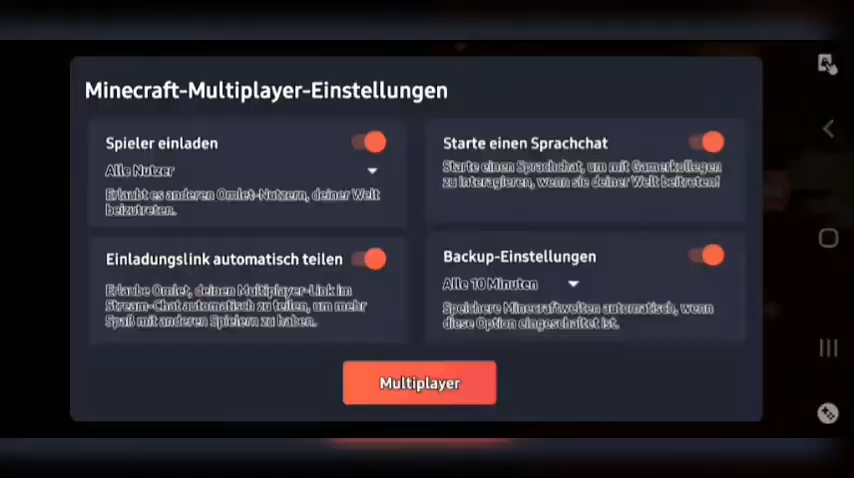 Minecraft-Multiplayer-Einstellungen
Spieler einladen
Alle Nutzer
Erlaubt es anderen Omlet-Nutzern, deiner Welt
beizutreten.
Starte einen Sprachchat
Starte einen Sprachchat, um mit Gamerkollegen
zu interagieren, wenn sie deiner Welt beitreten!
Einladungslink automatisch teilen
Erlaube Omlet, deinen Multiplayer-Link im
Stream-Chat automatisch zu teilen, um mehr
Spaß mit anderen Spielern zu haben.
Backup-Einstellungen
Alle 10 Minuten
Speichere Minecraftwelten automatisch, wenn
diese Option eingeschaltet ist.
Multiplayer